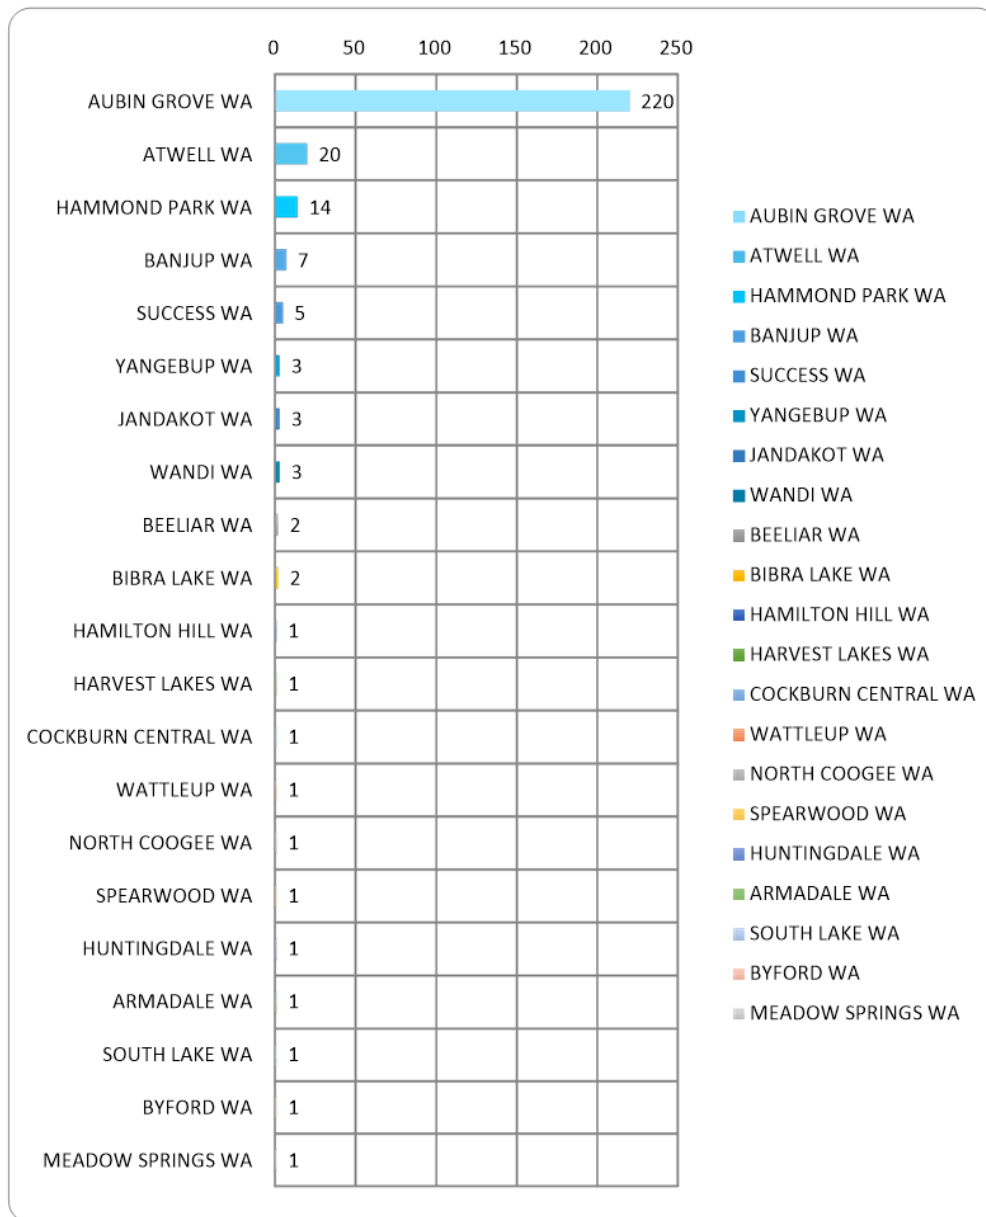 0 50 100 150 200 250
AUBIN GROVE WA 220
ATWELL WA 20
HAMMOND PARK WA 14
BANJUP WA 7
SUCCESS WA 5
YANGEBUP WA 3
JANDAKOT WA 3
WANDI WA 3
BEELIAR WA 2
BIBRA LAKE WA 2
HAMILTON HILL WA 1
HARVEST LAKES WA 1
COCKBURN CENTRAL WA 1
WATTLEUP WA 1
NORTH COOGEE WA 1
SPEARWOOD WA 1
HUNTINGDALE WA 1
ARMADALE WA 1
SOUTH LAKE WA 1
BYFORD WA 1
MEADOW SPRINGS WA 1
AUBIN GROVE WA
ATWELL WA
HAMMOND PARK WA
BANJUP WA
SUCCESS WA
YANGEBUP WA
JANDAKOT WA
WANDI WA
BEELIAR WA
BIBRA LAKE WA
HAMILTON HILL WA
HARVEST LAKES WA
COCKBURN CENTRAL WA
WATTLEUP WA
NORTH COOGEE WA
SPEARWOOD WA
HUNTINGDALE WA
ARMADALE WA
SOUTH LAKE WA
BYFORD WA
MEADOW SPRINGS WA